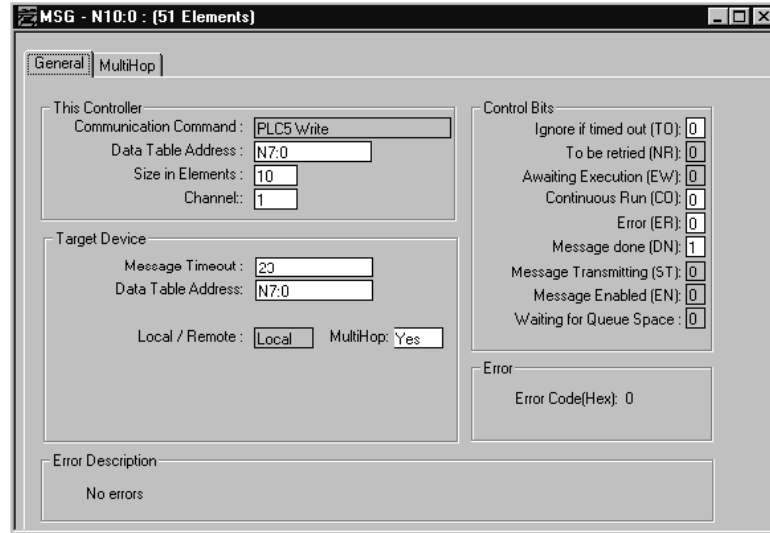 MSG - N10:0 : (51 Elements)
General MultiHop
This Controller
Communication Command : PLC5 Write
Data Table Address : N7:0
Size in Elements : 10
Channel:: 1
Target Device
Message Timeout : 23
Data Table Address: N7:0
Local / Remote : Local MultiHop: Yes
Control Bits
Ignore if timed out (TO): 0
To be retried (NR): 0
Awaiting Execution (EW): 0
Continuous Run (CO): 0
Error (ER): 0
Message done (DN): 1
Message Transmitting (ST): 0
Message Enabled (EN): 0
Waiting for Queue Space : 0
Error
Error Code(Hex): 0
Error Description
No errors